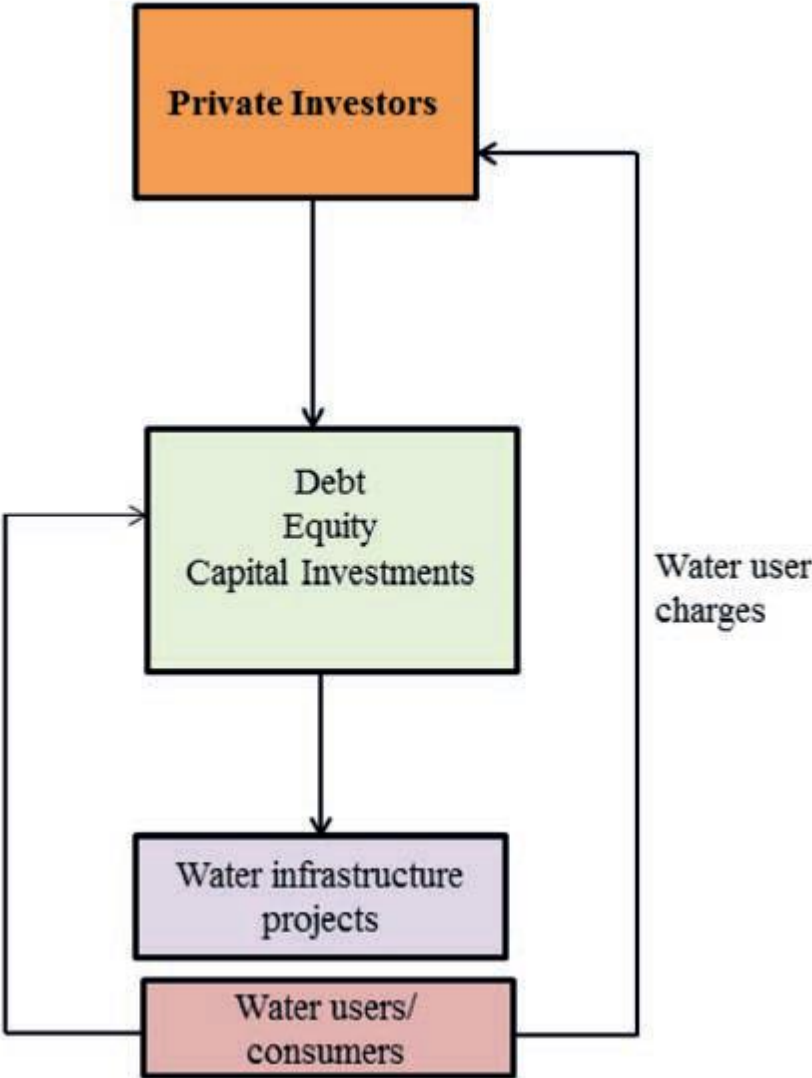 Private Investors
Debt
Equity
Capital Investments
Water user
charges
Water infrastructure
projects
Water users/
consumers